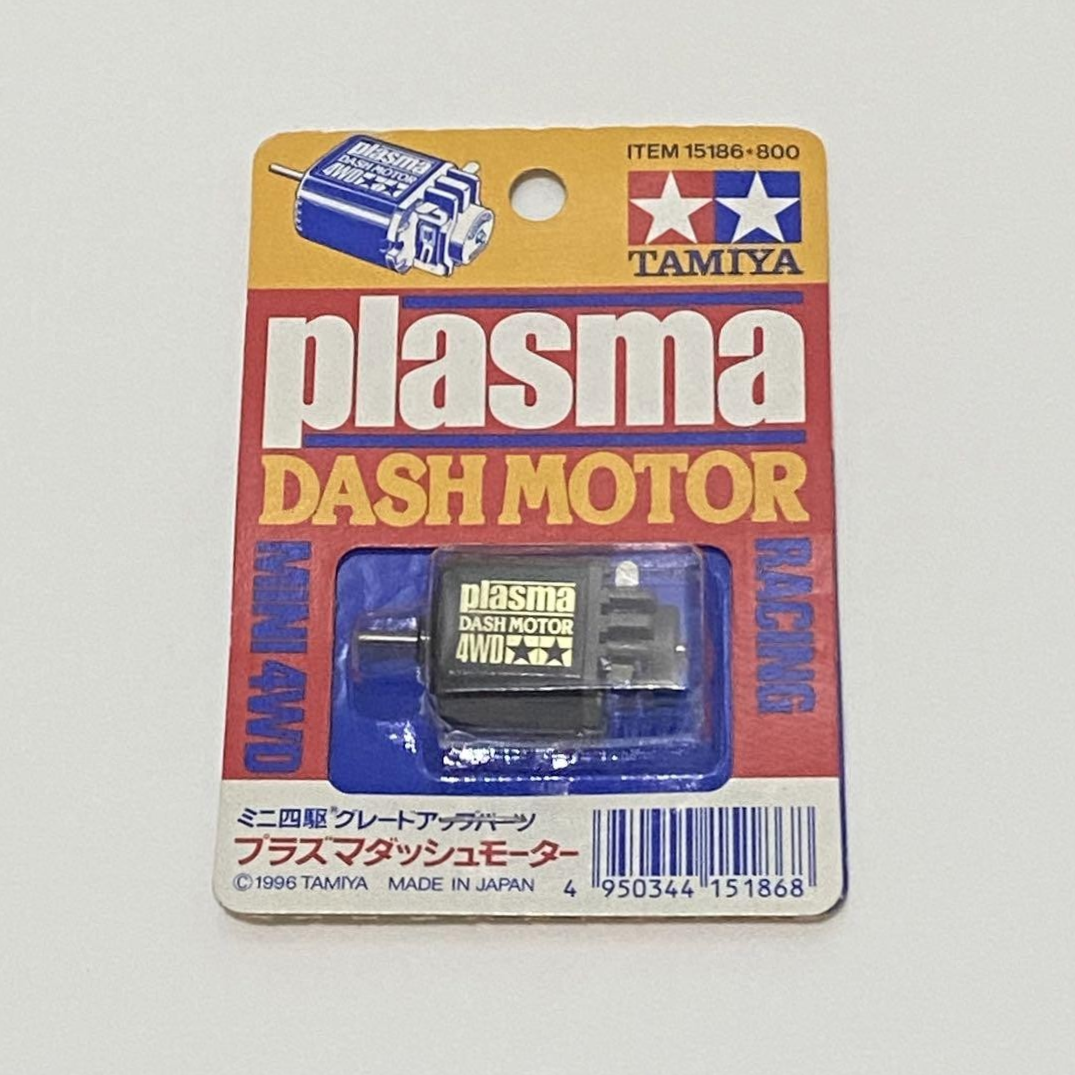 plasma
DASH MOTOR
4WD
ITEM 15186*800
TAMIYA
plasma
DASH MOTOR
MINI 4WD
RACING
plasma
DASH MOTOR
4WD
ミニ四駆®グレードアップパーツ
プラズマダッシュモーター
©1996 TAMIYA MADE IN JAPAN
4 950344 151868